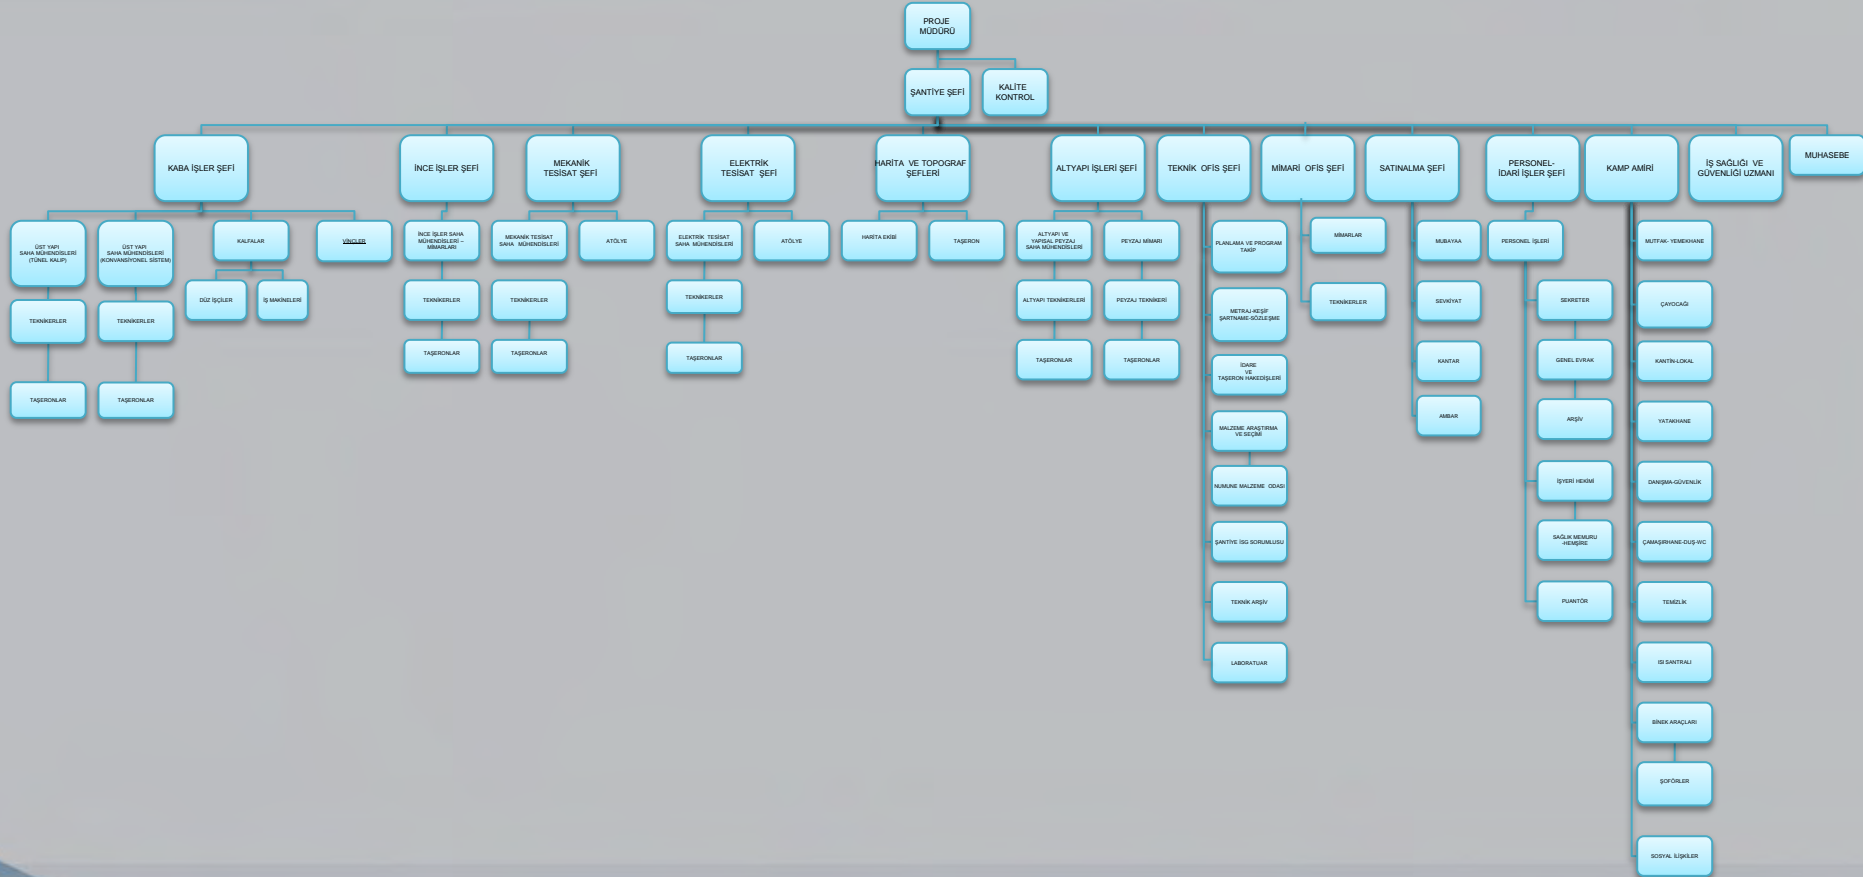 PROJE
MÜDÜRÜ
ŞANTİYE ŞEFİ
KALİTE
KONTROL
KABA İŞLER ŞEFİ
İNCE İŞLER ŞEFİ
MEKANİK
TESİSAT ŞEFİ
ELEKTRİK
TESİSAT ŞEFİ
HARİTA VE TOPOGRAF
ŞEFLERİ
ALTYAPI İŞLERİ ŞEFİ
TEKNİK OFİS ŞEFİ
MİMARİ OFİS ŞEFİ
SATINALMA ŞEFİ
PERSONEL-
İDARİ İŞLER ŞEFİ
KAMP AMİRİ
İŞ SAĞLIĞI VE
GÜVENLİĞI UZMANI
MUHASEBE
ÜST YAPI
SAHA MÜHENDİSLERİ
(TÜNEL KALIP)
TEKNİKERLER
TAŞERONLAR
ÜST YAPI
SAHA MÜHENDİSLERİ
(KONVANSİYONEL SİSTEM)
TEKNİKERLER
TAŞERONLAR
KALFALAR
DÜZ İŞÇİLER
İŞ MAKİNELERİ
VİNÇLER
İNCE İŞLER SAHA
MÜHENDİSLERİ –
MİMARLARI
TEKNİKERLER
TAŞERONLAR
MEKANİK TESİSAT
SAHA MÜHENDİSLERİ
TEKNİKERLER
TAŞERONLAR
ATÖLYE
ELEKTRİK TESİSAT
SAHA MÜHENDİSLERİ
TEKNİKERLER
TAŞERONLAR
ATÖLYE
HARİTA EKİBİ
TAŞERON
ALTYAPI VE
YAPISAL PEYZAJ
SAHA MÜHENDİSLERİ
ALTYAPI TEKNİKERLERİ
TAŞERONLAR
PEYZAJ MİMARI
PEYZAJ TEKNİKERİ
TAŞERONLAR
PLANLAMA VE PROGRAM
TAKİP
METRAJ-KEŞİF
ŞARTNAME-SÖZLEŞME
İDARE
VE
TAŞERON HAKEDİŞLERİ
MALZEME ARAŞTIRMA
VE SEÇİMİ
NUMUNE MALZEME ODASI
ŞANTİYE İSG SORUMLUSU
TEKNİK ARŞİV
LABORATUAR
MİMARLAR
TEKNİKERLER
MUBAYAA
SEVKİYAT
KANTAR
AMBAR
PERSONEL İŞLERİ
SEKRETER
GENEL EVRAK
ARŞİV
İŞYERİ HEKİMİ
SAĞLIK MEMURU
-HEMŞİRE
PUANTÖR
MUTFAK- YEMEKHANE
ÇAYOCAĞI
KANTİN-LOKAL
YATAKHANE
DANIŞMA-GÜVENLİK
ÇAMAŞIRHANE-DUŞ-WC
TEMİZLİK
ISI SANTRALI
BİNEK ARAÇLARI
ŞOFÖRLER
SOSYAL İLİŞKİLER